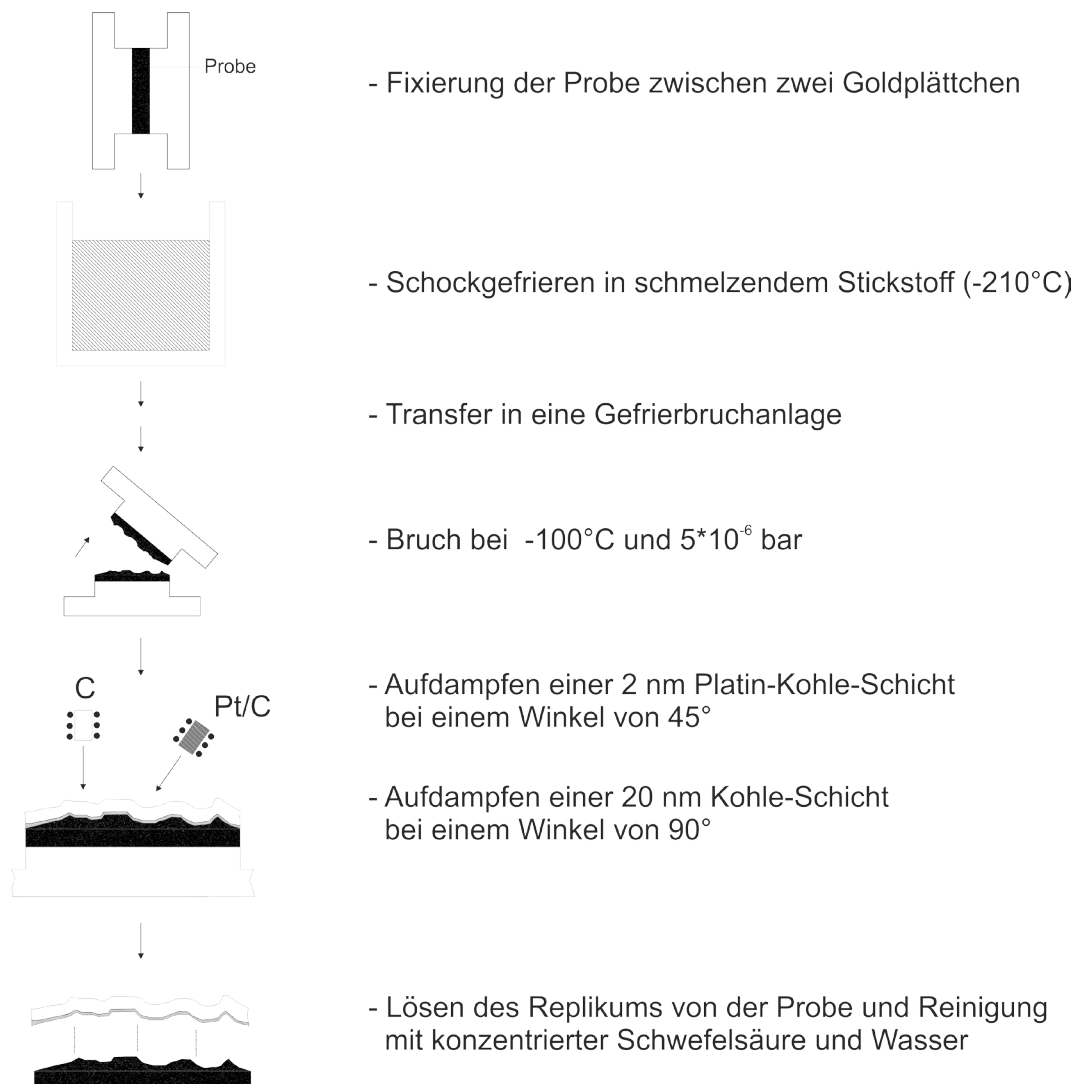 Probe
- Fixierung der Probe zwischen zwei Goldplättchen
- Schockgefrieren in schmelzendem Stickstoff (-210°C)
- Transfer in eine Gefrierbruchanlage
- Bruch bei  -100°C und 5*10⁻⁶ bar
C
Pt/C
- Aufdampfen einer 2 nm Platin-Kohle-Schicht
bei einem Winkel von 45°
- Aufdampfen einer 20 nm Kohle-Schicht
bei einem Winkel von 90°
- Lösen des Replikums von der Probe und Reinigung
mit konzentrierter Schwefelsäure und Wasser